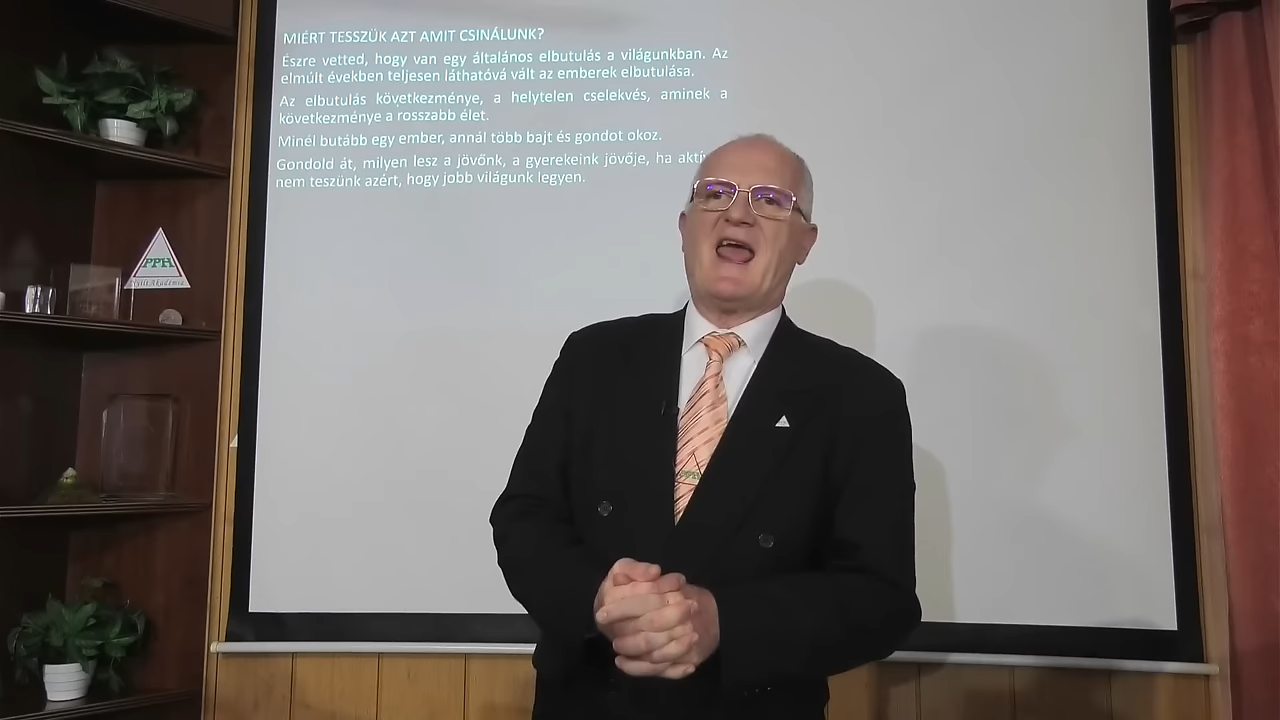 MIÉRT TESSZÜK AZT AMIT CSINÁLUNK?
Észre vetted, hogy van egy általános elbutulás a világunkban. Az
elmúlt években teljesen láthatóvá vált az emberek elbutulása.
Az elbutulás következménye, a helytelen cselekvés, aminek a
következménye a rosszabb élet.
Minél butább egy ember, annál több bajt és gondot okoz.
Gondold át, milyen lesz a jövőnk, a gyerekeink jövője, ha
nem teszünk azért, hogy jobb világunk legyen.
PPH
Nyílt Akadémia
PPH